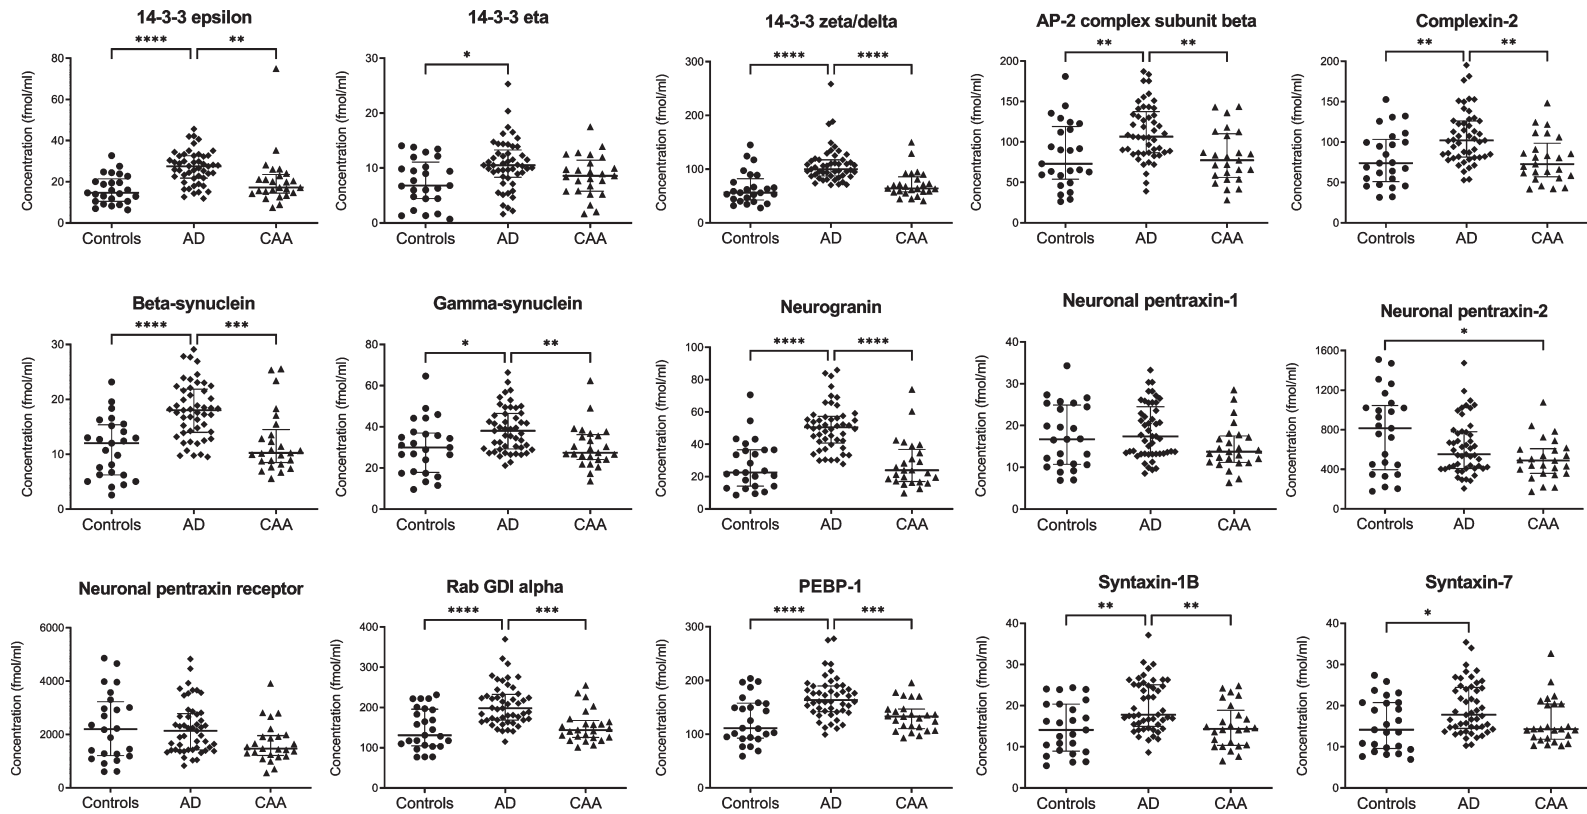 14-3-3 epsilon
**** **
Concentration (fmol/ml)
80
60
40
20
0
Controls AD CAA
14-3-3 eta
*
Concentration (fmol/ml)
30
20
10
0
Controls AD CAA
14-3-3 zeta/delta
**** ****
Concentration (fmol/ml)
300
200
100
0
Controls AD CAA
AP-2 complex subunit beta
** **
Concentration (fmol/ml)
200
150
100
50
0
Controls AD CAA
Complexin-2
** **
Concentration (fmol/ml)
200
150
100
50
0
Controls AD CAA
Beta-synuclein
**** ***
Concentration (fmol/ml)
30
20
10
0
Controls AD CAA
Gamma-synuclein
* **
Concentration (fmol/ml)
80
60
40
20
0
Controls AD CAA
Neurogranin
**** ****
Concentration (fmol/ml)
100
80
60
40
20
0
Controls AD CAA
Neuronal pentraxin-1
Concentration (fmol/ml)
40
30
20
10
0
Controls AD CAA
Neuronal pentraxin-2
*
Concentration (fmol/ml)
1600
1200
800
400
0
Controls AD CAA
Neuronal pentraxin receptor
Concentration (fmol/ml)
6000
4000
2000
0
Controls AD CAA
Rab GDI alpha
**** ***
Concentration (fmol/ml)
400
300
200
100
0
Controls AD CAA
PEBP-1
**** ***
Concentration (fmol/ml)
300
200
100
0
Controls AD CAA
Syntaxin-1B
** **
Concentration (fmol/ml)
40
30
20
10
0
Controls AD CAA
Syntaxin-7
*
Concentration (fmol/ml)
40
30
20
10
0
Controls AD CAA